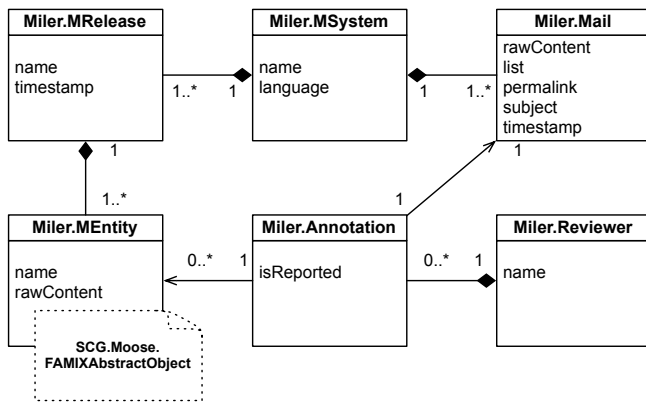 Miler.MRelease
name
timestamp
1..*
1
Miler.MSystem
name
language
1
1..*
Miler.Mail
rawContent
list
permalink
subject
timestamp
1
1
1..*
1
Miler.MEntity
name
rawContent
SCG.Moose.
FAMIXAbstractObject
0..*
1
Miler.Annotation
isReported
0..*
1
Miler.Reviewer
name